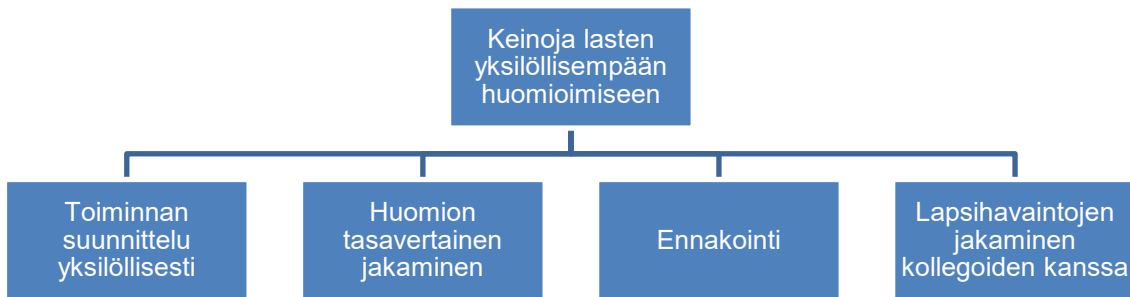 Keinoja lasten
yksilöllisempään
huomioimiseen
Toiminnan
suunnittelu
yksilöllisesti
Huomion
tasavertainen
jakaminen
Ennakointi
Lapsihavaintojen
jakaminen
kollegoiden kanssa